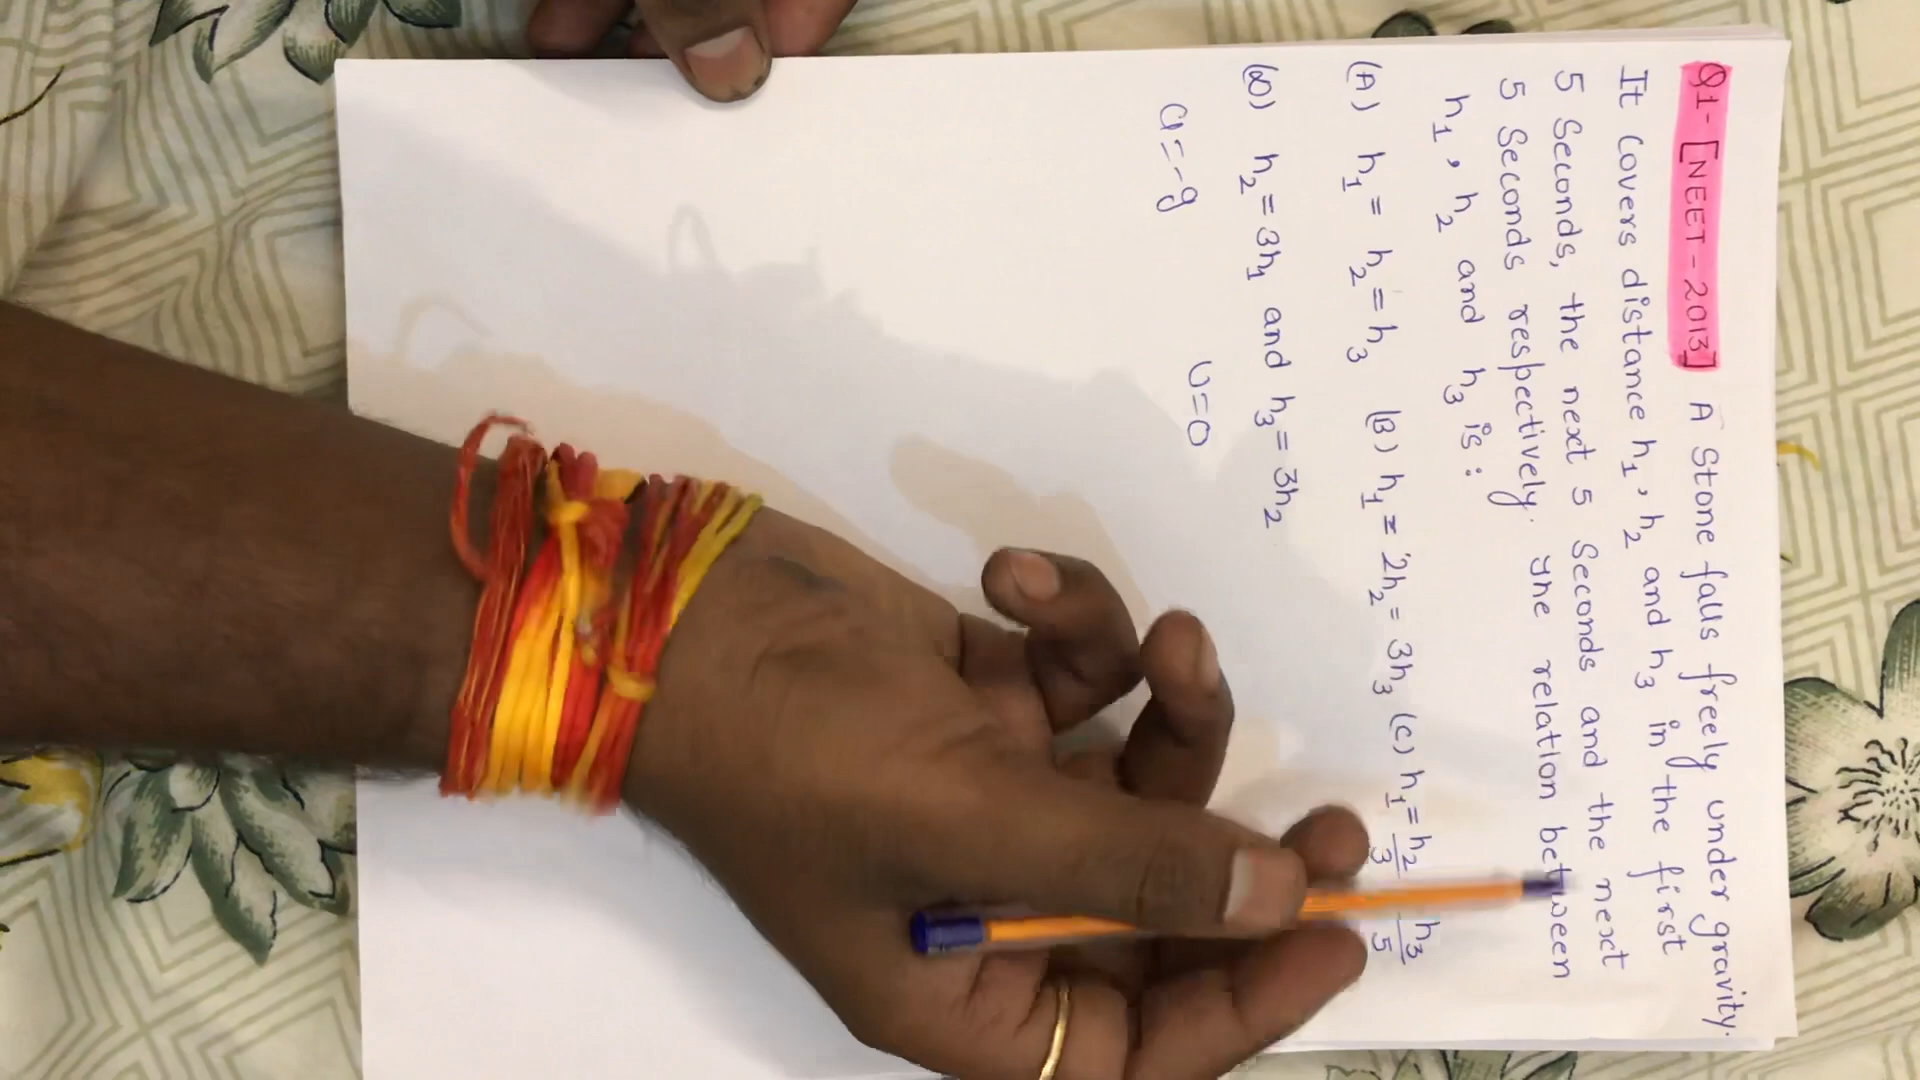 Q1- [NEET-2013] A Stone falls freely under gravity.
It Covers distance h₁, h₂ and h₃ in the first
5 Seconds, the next 5 Seconds and the next
5 Seconds respectively. The relation between
h₁, h₂ and h₃ is:
(A) h₁ = h₂ = h₃ (B) h₁ = 2h₂ = 3h₃ (C) h₁ = h₂/3 h₃/5
(D) h₂ = 3h₁ and h₃ = 3h₂
a=-g u=0